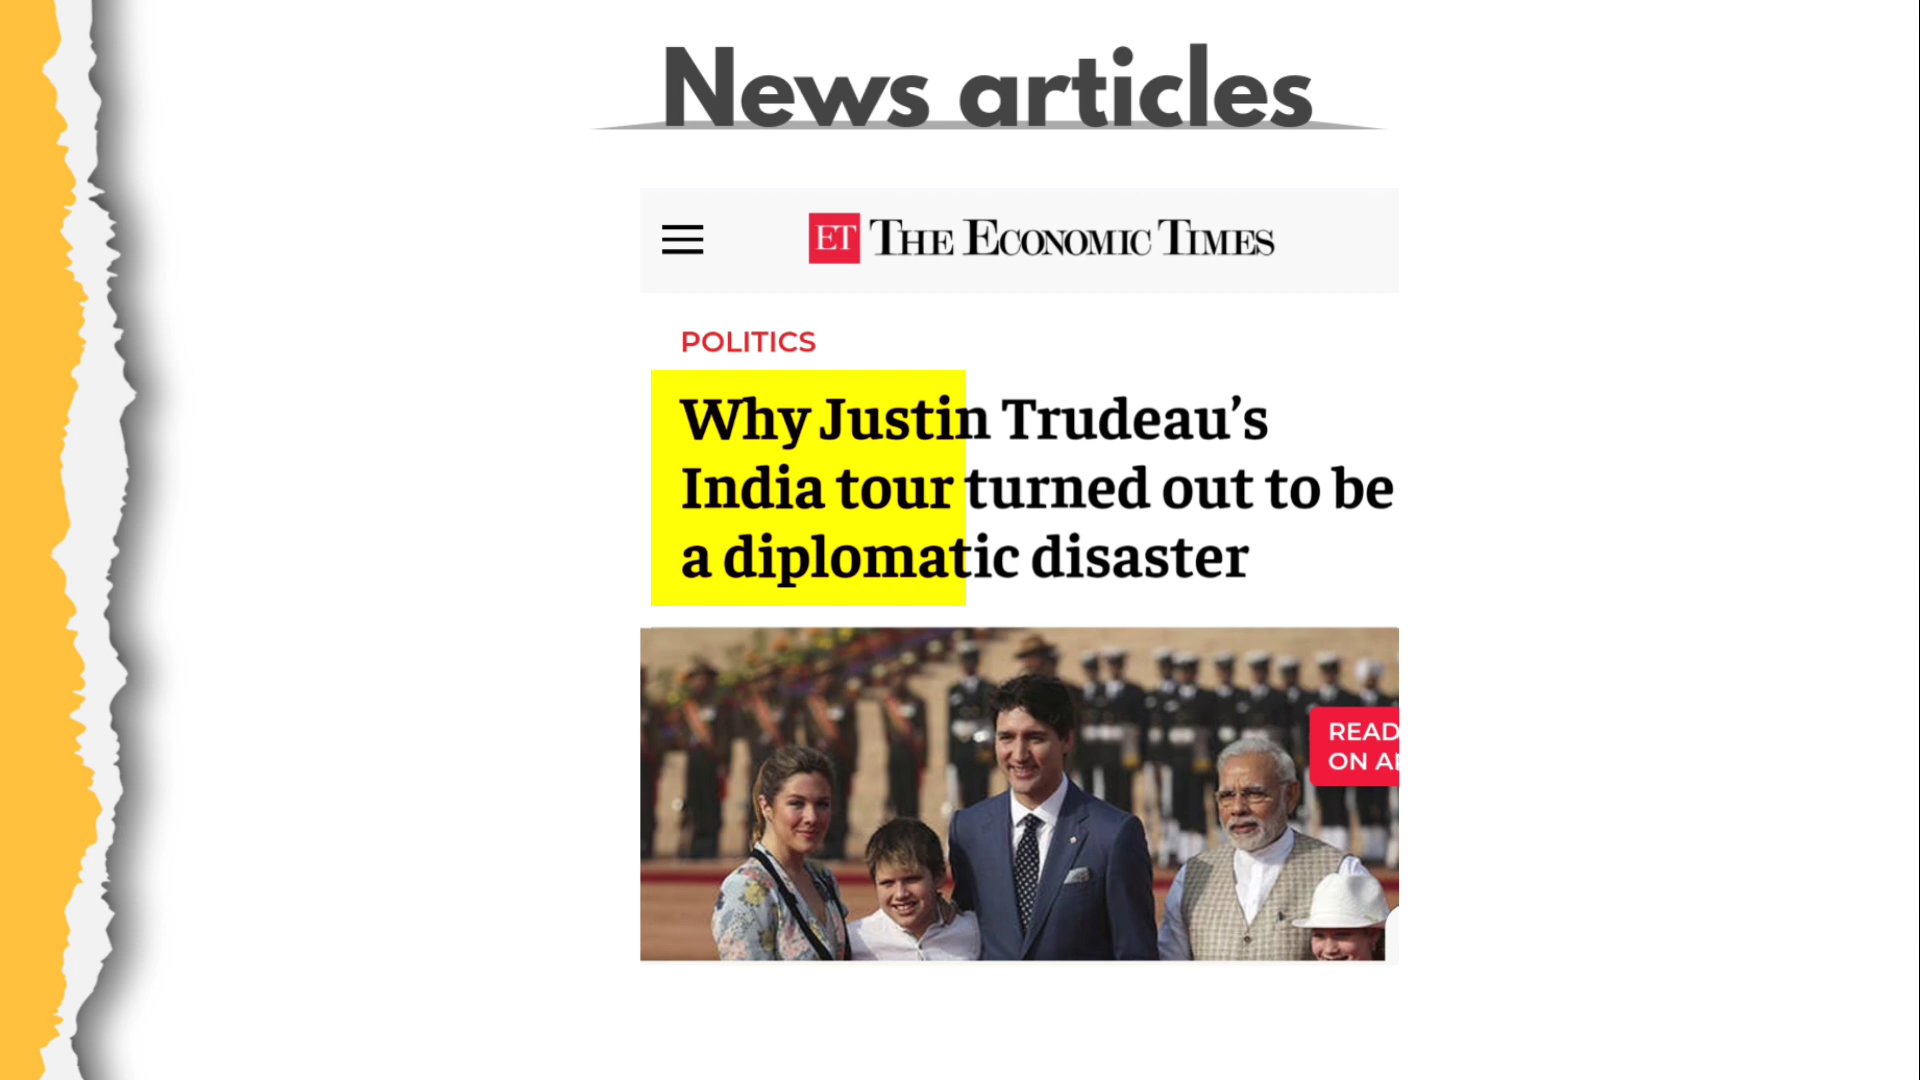 News articles
ET THE ECONOMIC TIMES
POLITICS
Why Justin Trudeau’s
India tour turned out to be
a diplomatic disaster
READ
ON A